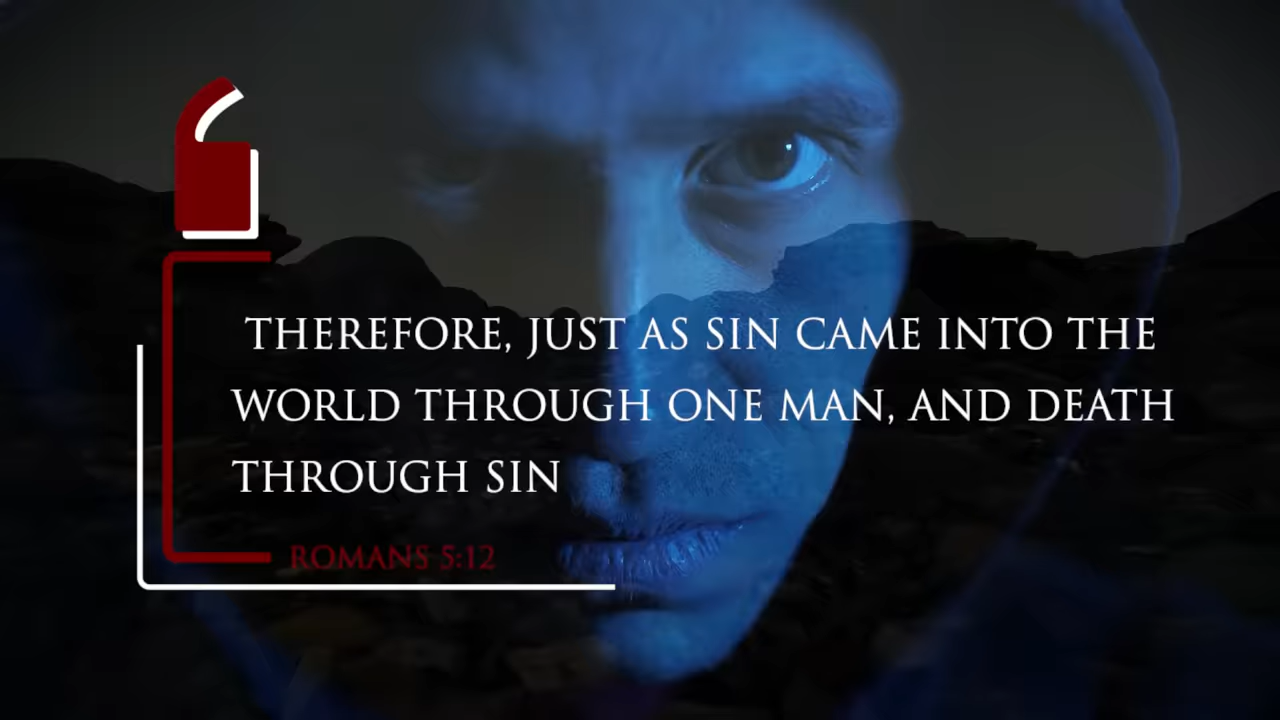 THEREFORE, JUST AS SIN CAME INTO THE
WORLD THROUGH ONE MAN, AND DEATH
THROUGH SIN
ROMANS 5:12